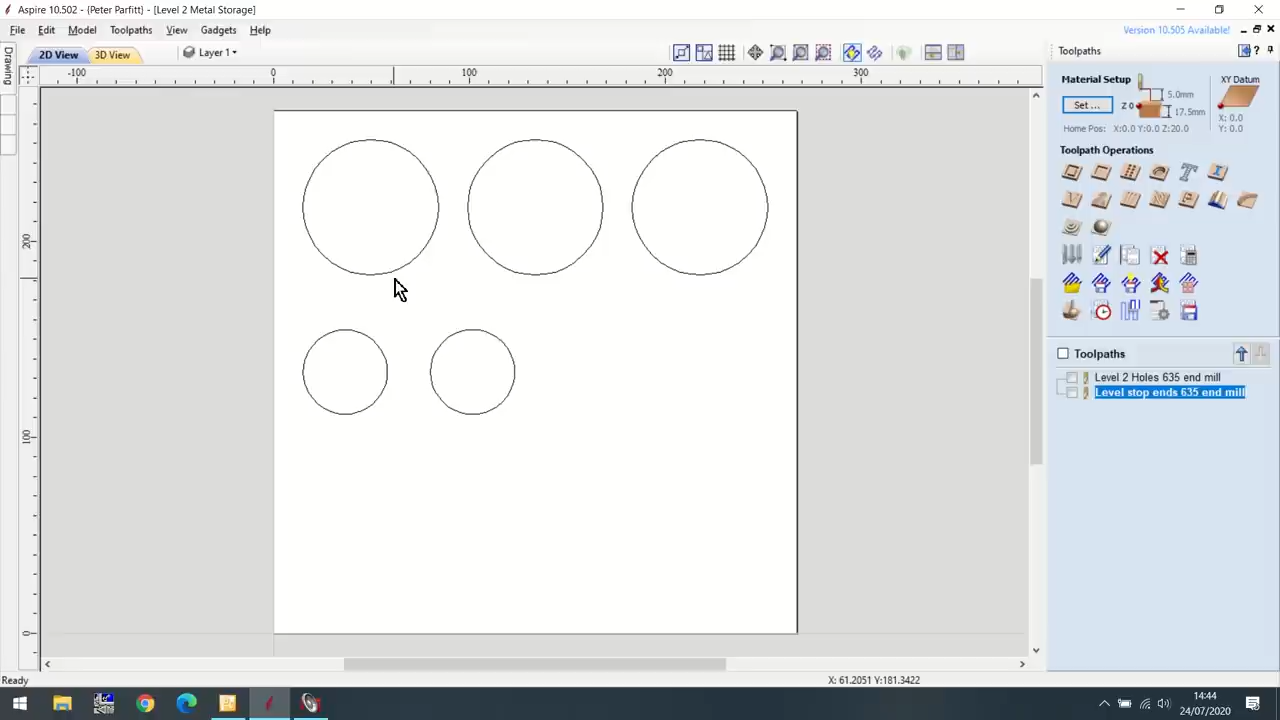 Aspire 10.502 - {Peter Parfitt} - [Level 2 Metal Storage]
File Edit Model Toolpaths View Gadgets Help
Version 10.505 Available!
2D View 3D View Layer 1
Drawing
-100 0 100 200 300
200
100
0
Toolpaths
Material Setup
Set ...
Z 0
5.0mm
17.5mm
XY Datum
X: 0.0
Y: 0.0
Home Pos: X:0.0 Y:0.0 Z:20.0
Toolpath Operations
Toolpaths
Level 2 Holes 635 end mill
Level stop ends 635 end mill
Ready
X: 61.2051 Y:181.3422
14:44
24/07/2020